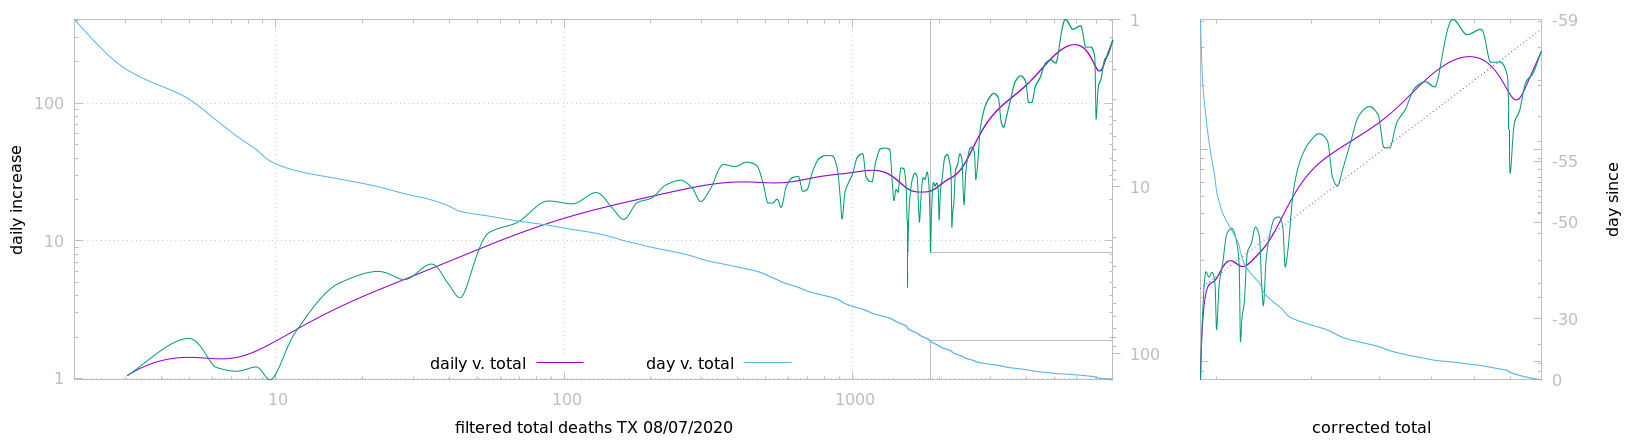 daily increase
100
10
1
1
10
100
10
100
1000
daily v. total
day v. total
filtered total deaths TX 08/07/2020
-59
-55
-50
-30
0
day since
corrected total